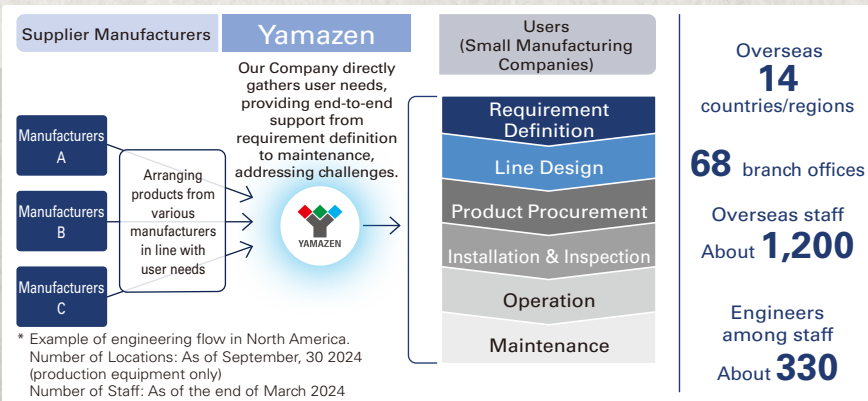 Supplier Manufacturers
Yamazen
Users
(Small Manufacturing
Companies)
Our Company directly
gathers user needs,
providing end-to-end
support from
requirement definition
to maintenance,
addressing challenges.
Manufacturers
A
Manufacturers
B
Manufacturers
C
Arranging
products from
various
manufacturers
in line with
user needs
YAMAZEN
Requirement
Definition
Line Design
Product Procurement
Installation & Inspection
Operation
Maintenance
* Example of engineering flow in North America.
Number of Locations: As of September, 30 2024
(production equipment only)
Number of Staff: As of the end of March 2024
Overseas
14
countries/regions
68 branch offices
Overseas staff
About 1,200
Engineers
among staff
About 330